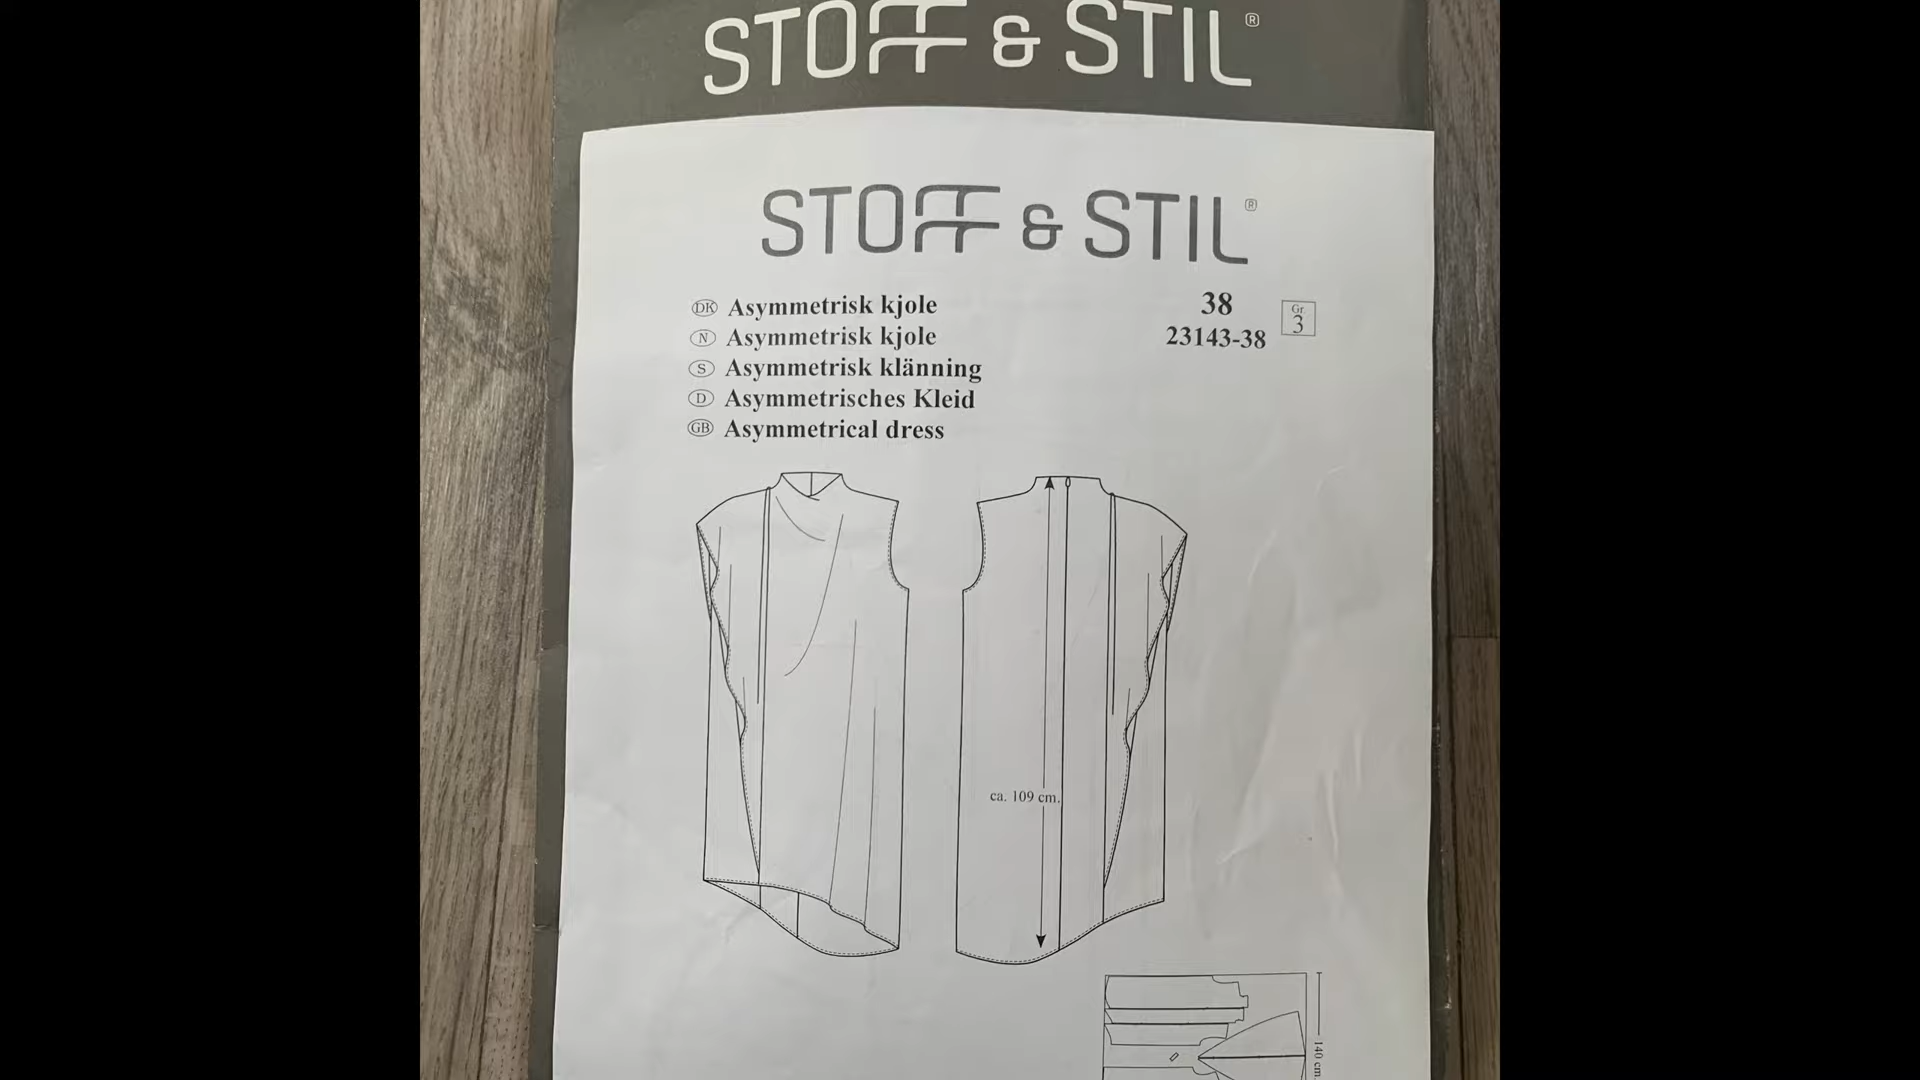 STOFF & STIL®
STOFF & STIL®
DK Asymmetrisk kjole
N Asymmetrisk kjole
S Asymmetrisk klänning
D Asymmetrisches Kleid
GB Asymmetrical dress
38
23143-38
Gr.
3
ca. 109 cm.
140 cm.